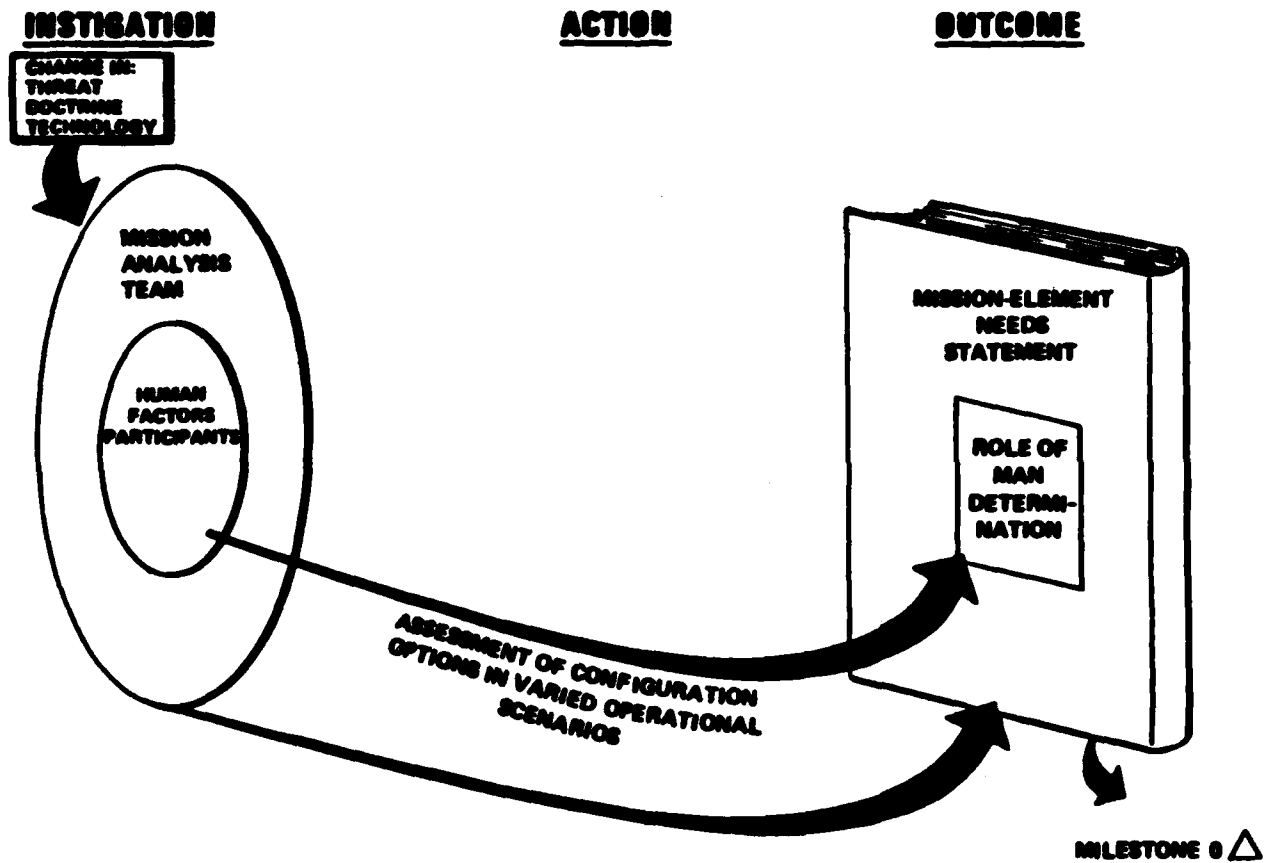 INSTIGATION
ACTION
OUTCOME
CHANGE IN:
THREAT
DOCTRINE
TECHNOLOGY
MISSION
ANALYSIS
TEAM
HUMAN
FACTORS
PARTICIPANTS
ASSESSMENT OF CONFIGURATION
OPTIONS IN VARIED OPERATIONAL
SCENARIOS
MISSION-ELEMENT
NEEDS
STATEMENT
ROLE OF
MAN
DETERMI-
NATION
MILESTONE 0